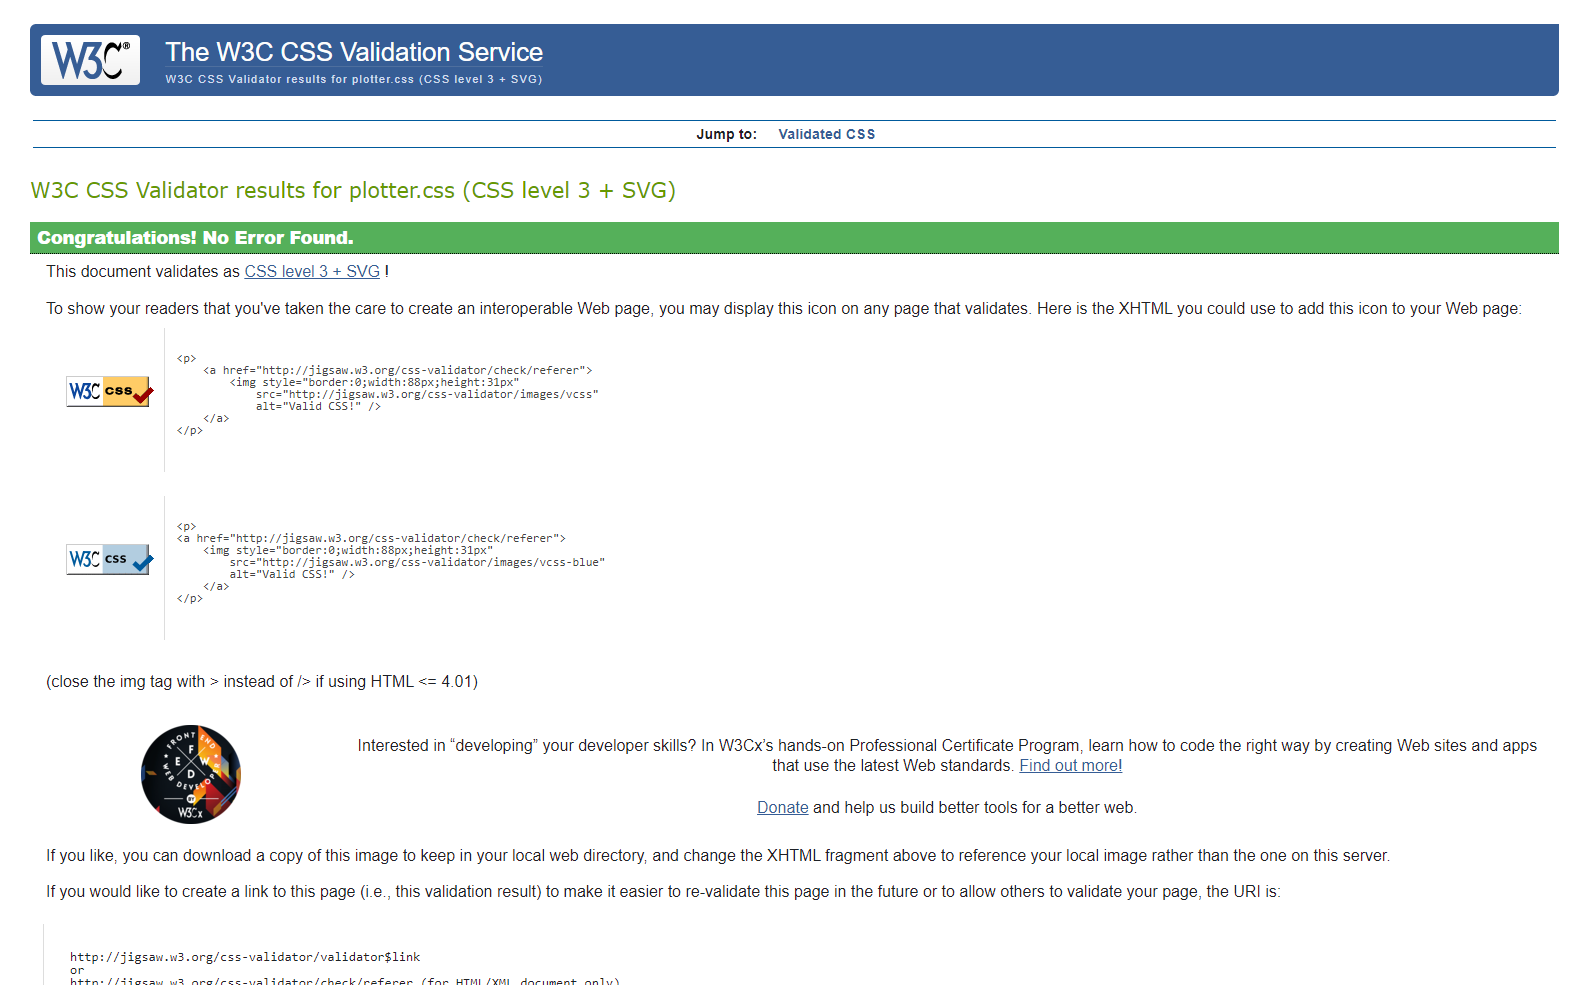 W3C®
The W3C CSS Validation Service
W3C CSS Validator results for plotter.css (CSS level 3 + SVG)
Jump to: Validated CSS
W3C CSS Validator results for plotter.css (CSS level 3 + SVG)
Congratulations! No Error Found.
This document validates as CSS level 3 + SVG !
To show your readers that you've taken the care to create an interoperable Web page, you may display this icon on any page that validates. Here is the XHTML you could use to add this icon to your Web page:
W3C css
<p>
<a href="http://jigsaw.w3.org/css-validator/check/referer">
<img style="border:0;width:88px;height:31px"
src="http://jigsaw.w3.org/css-validator/images/vcss"
alt="Valid CSS!" />
</a>
</p>
W3C css
<p>
<a href="http://jigsaw.w3.org/css-validator/check/referer">
<img style="border:0;width:88px;height:31px"
src="http://jigsaw.w3.org/css-validator/images/vcss-blue"
alt="Valid CSS!" />
</a>
</p>
(close the img tag with > instead of /> if using HTML <= 4.01)
FRONT END
F
E W
D
WEB DEVELOPER
BY
W3Cx
Interested in “developing” your developer skills? In W3Cx’s hands-on Professional Certificate Program, learn how to code the right way by creating Web sites and apps
that use the latest Web standards. Find out more!
Donate and help us build better tools for a better web.
If you like, you can download a copy of this image to keep in your local web directory, and change the XHTML fragment above to reference your local image rather than the one on this server.
If you would like to create a link to this page (i.e., this validation result) to make it easier to re-validate this page in the future or to allow others to validate your page, the URI is:
http://jigsaw.w3.org/css-validator/validator$link
or
http://jigsaw.w3.org/css-validator/check/referer (for HTML/XML document only)